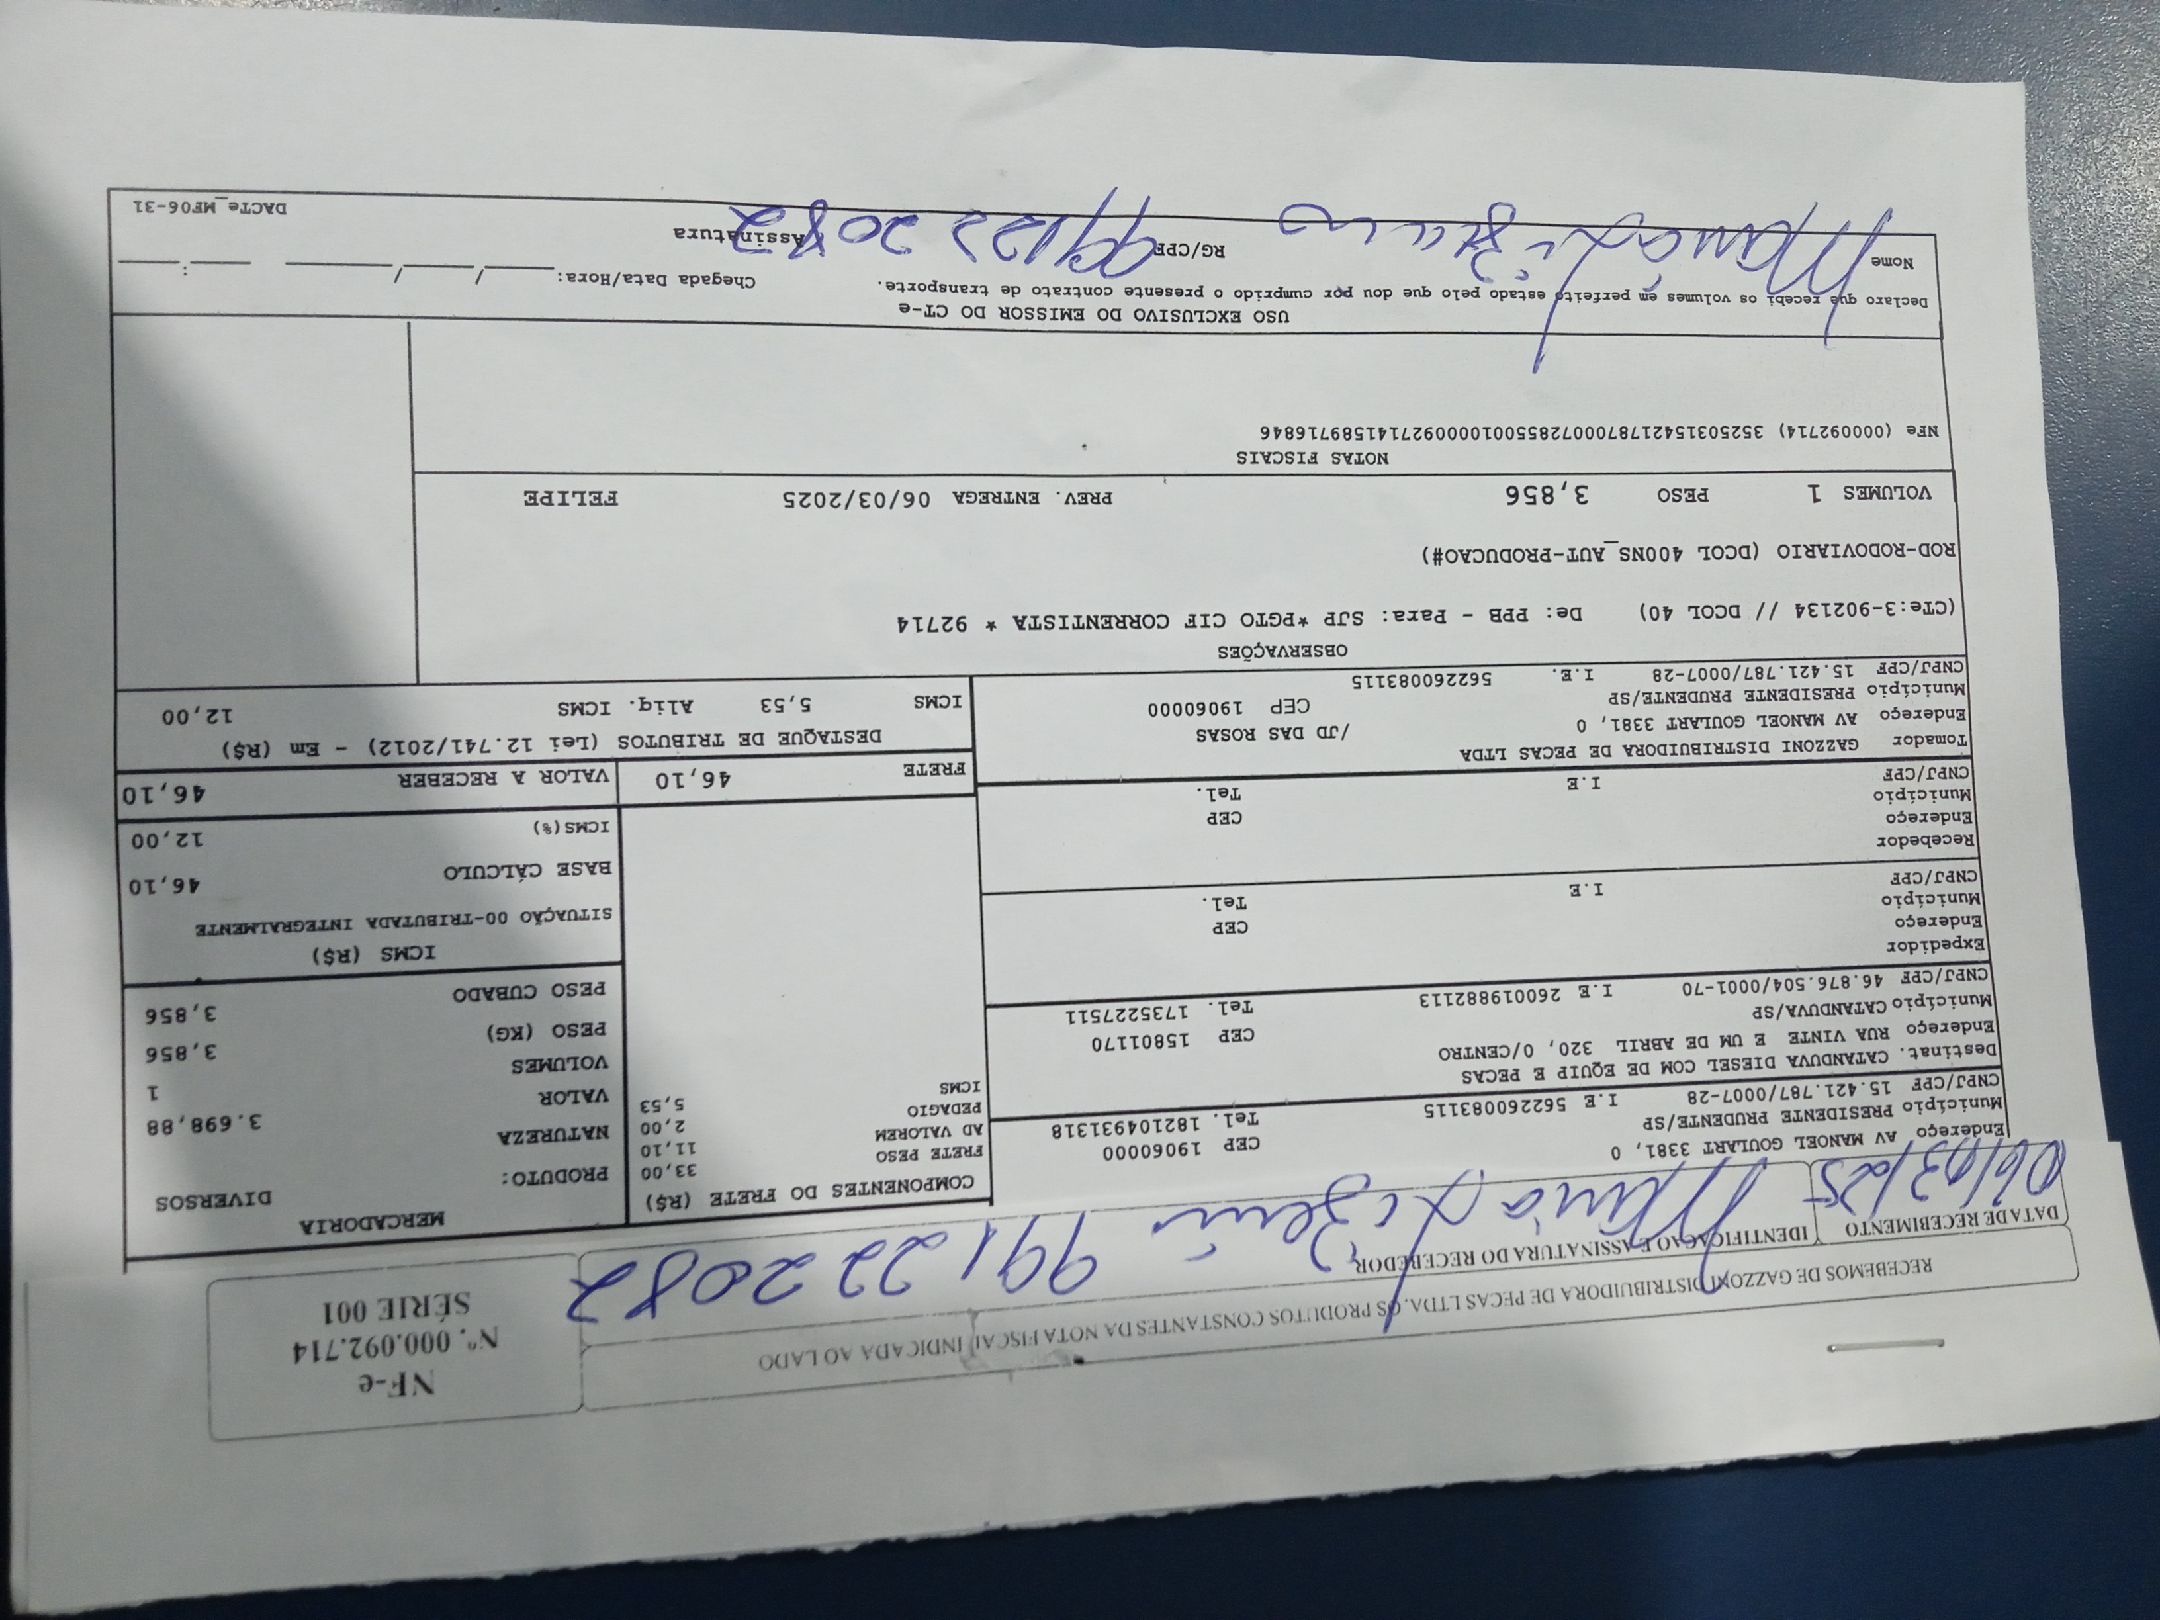 RECEBEMOS DE GAZZONI DISTRIBUIDORA DE PECAS LTDA. OS PRODUTOS CONSTANTES DA NOTA FISCAL INDICADA AO LADO
DATA DE RECEBIMENTO
06/03/25
IDENTIFICAÇÃO E ASSINATURA DO RECEBEDOR
Maria 99122 2082
NF-e
Nº. 000.092.714
SÉRIE 001
Endereço AV MANOEL GOULART 3381, 0 CEP 19060000
Município PRESIDENTE PRUDENTE/SP Tel. 182104931318
CNPJ/CPF 15.421.787/0007-28 I.E 562260083115
Destinat. CATANDUVA DIESEL COM DE EQUIP E PECAS
Endereço RUA VINTE E UM DE ABRIL 320, 0/CENTRO CEP 15801170
Município CATANDUVA/SP Tel. 1735227511
CNPJ/CPF 46.876.504/0001-70 I.E 260019882113
Expedidor
Endereço CEP
Município Tel.
CNPJ/CPF I.E
Recebedor
Endereço CEP
Município Tel.
CNPJ/CPF I.E
Tomador GAZZONI DISTRIBUIDORA DE PECAS LTDA
Endereço AV MANOEL GOULART 3381, 0 /JD DAS ROSAS
Município PRESIDENTE PRUDENTE/SP CEP 19060000
CNPJ/CPF 15.421.787/0007-28 I.E. 562260083115
COMPONENTES DO FRETE (R$)
FRETE PESO 33,00
AD VALOREM 11,10
PEDAGIO 2,00
ICMS 5,53
FRETE 46,10
MERCADORIA
PRODUTO: DIVERSOS
NATUREZA
VALOR 3.698,88
VOLUMES 1
PESO (KG) 3,856
PESO CUBADO 3,856
ICMS (R$)
SITUAÇÃO 00-TRIBUTADA INTEGRALMENTE
BASE CÁLCULO 46,10
ICMS(%) 12,00
VALOR A RECEBER 46,10
DESTAQUE DE TRIBUTOS (Lei 12.741/2012) - Em (R$)
ICMS 5,53 Aliq. ICMS 12,00
OBSERVAÇÕES
(CTe:3-902134 // DCOL 40) De: PPB - Para: SJP *PGTO CIF CORRENTISTA * 92714
ROD-RODOVIARIO (DCOL 400NS_AUT-PRODUCAO#)
VOLUMES 1 PESO 3,856 PREV. ENTREGA 06/03/2025 FELIPE
NOTAS FISCAIS
NFe (000092714) 35250315421787000728550010000927141589716846
USO EXCLUSIVO DO EMISSOR DO CT-e
Declaro que recebi os volumes em perfeito estado pelo que dou por cumprido o presente contrato de transporte.
Chegada Data/Hora: ____/____/____ ____:____
Nome Maria RG/CPF 99122 2082 Assinatura
DACTe_MF06-31